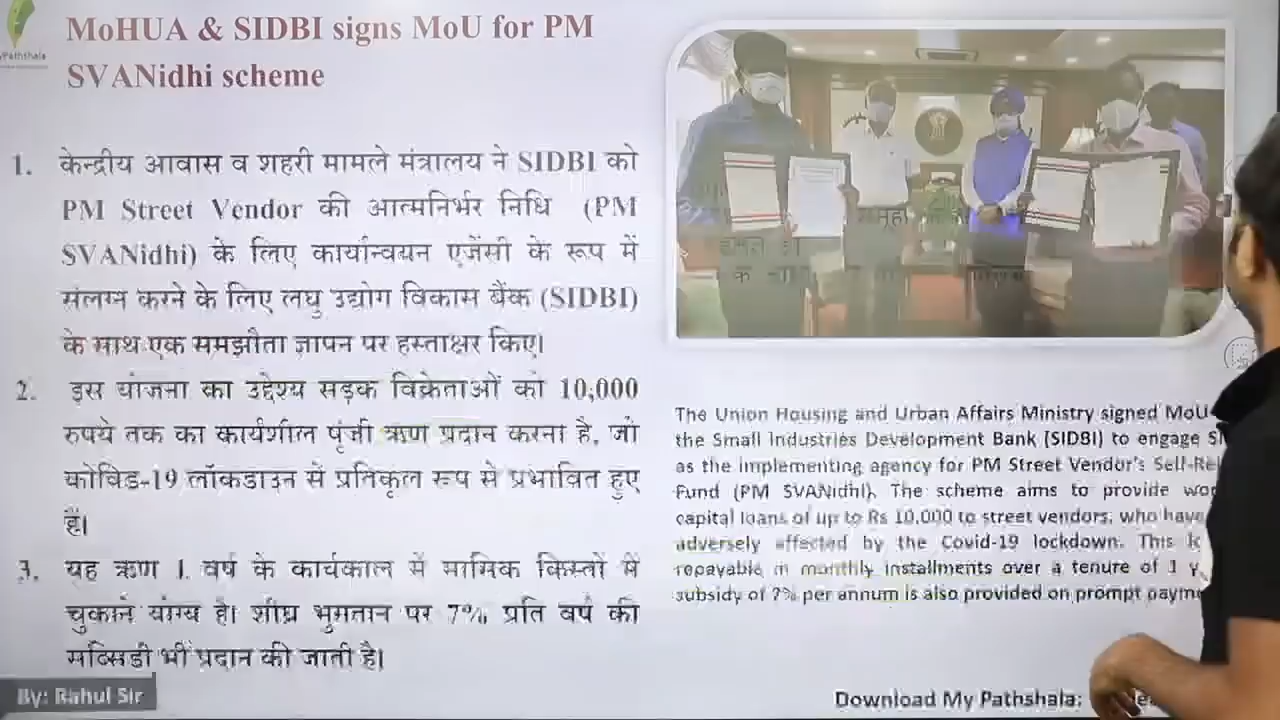 MoHUA & SIDBI signs MoU for PM
SVANidhi scheme
yPathshala
1. केन्द्रीय आवास व शहरी मामले मंत्रालय ने SIDBI को
PM Street Vendor की आत्मनिर्भर निधि (PM
SVANidhi) के लिए कार्यान्वयन एजेंसी के रूप में
संलग्न करने के लिए लघु उद्योग विकास बैंक (SIDBI)
के साथ एक समझौता ज्ञापन पर हस्ताक्षर किए।
2. इस योजना का उद्देश्य सड़क विक्रेताओं को 10,000
रुपये तक का कार्यशील पूंजी ऋण प्रदान करना है, जो
कोविड-19 लॉकडाउन से प्रतिकूल रूप से प्रभावित हुए
हैं।
3. यह ऋण 1 वर्ष के कार्यकाल में मासिक किस्तों में
चुकाने योग्य है। शीघ्र भुगतान पर 7% प्रति वर्ष की
सब्सिडी भी प्रदान की जाती है।
The Union Housing and Urban Affairs Ministry signed MoU
the Small Industries Development Bank (SIDBI) to engage
as the implementing agency for PM Street Vendor's
Fund (PM SVANidhi). The scheme aims to provide
capital loans of up to Rs 10,000 to street vendors, who have
adversely affected by the Covid-19 lockdown. This
repayable in monthly installments over a tenure of 1
subsidy of 7% per annum is also provided on prompt
By: Rahul Sir
Download My Pathshala;